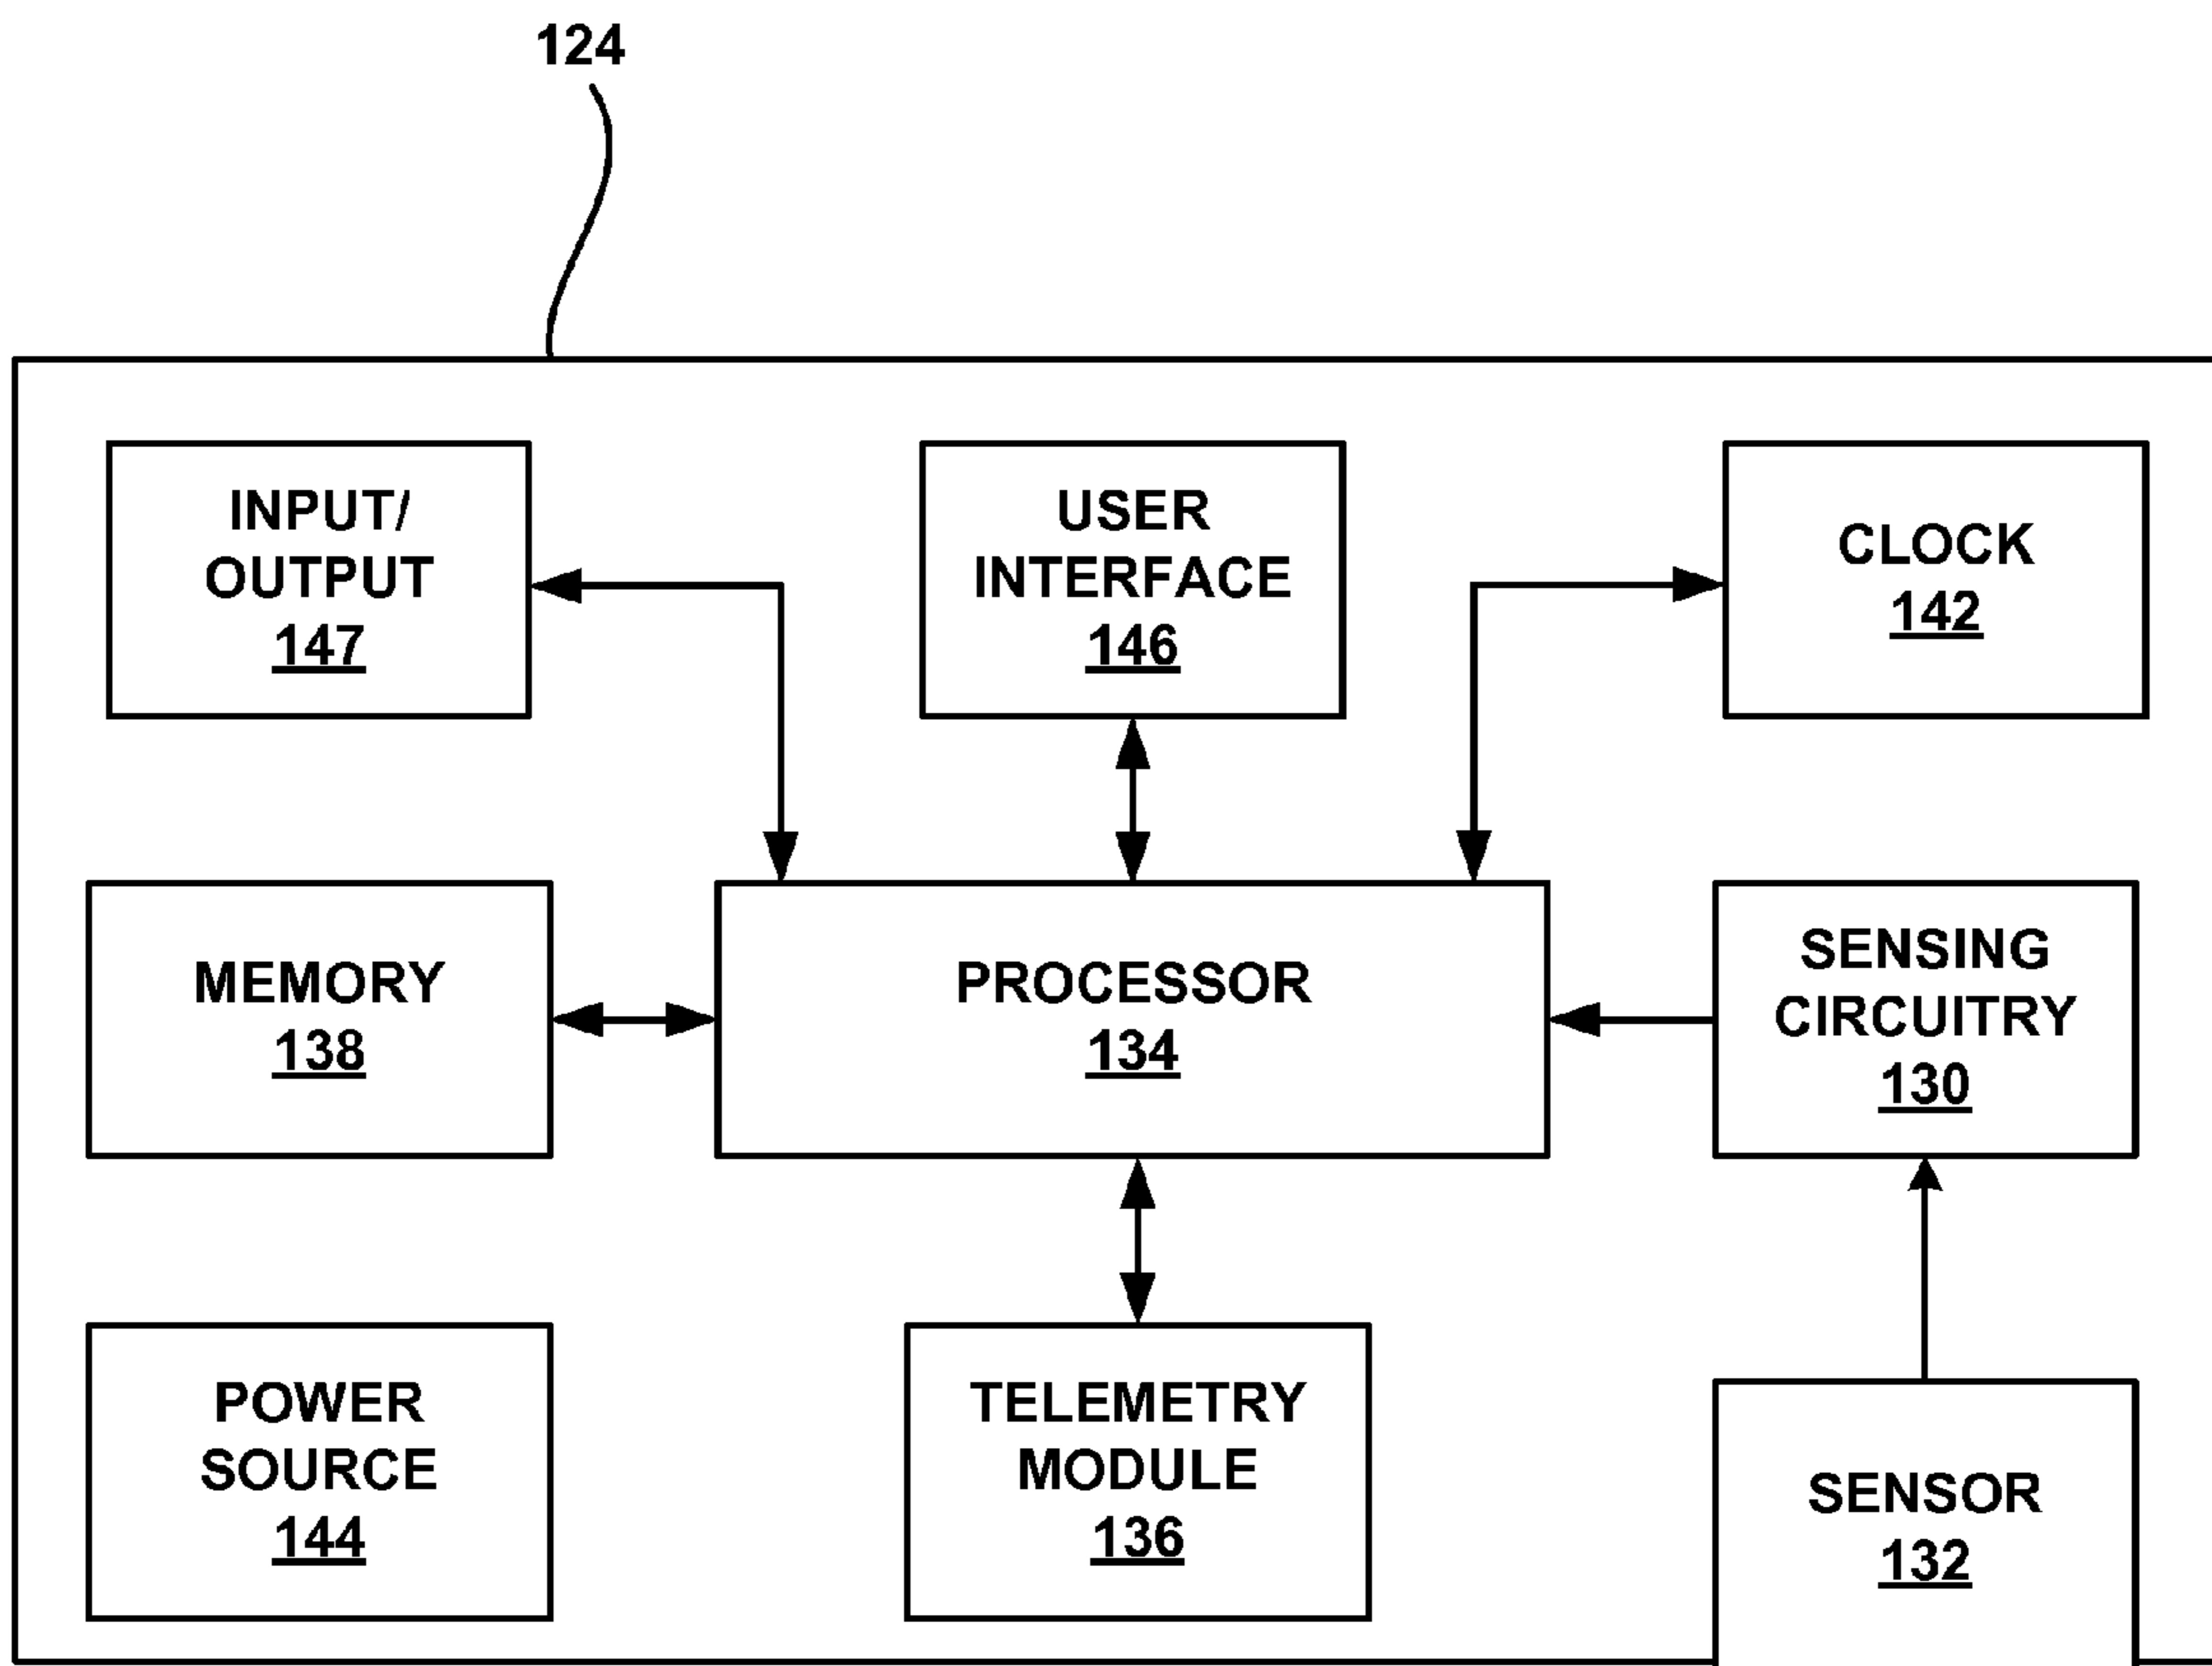 124
INPUT/
OUTPUT
147
USER
INTERFACE
146
CLOCK
142
MEMORY
138
PROCESSOR
134
SENSING
CIRCUITRY
130
POWER
SOURCE
144
TELEMETRY
MODULE
136
SENSOR
132